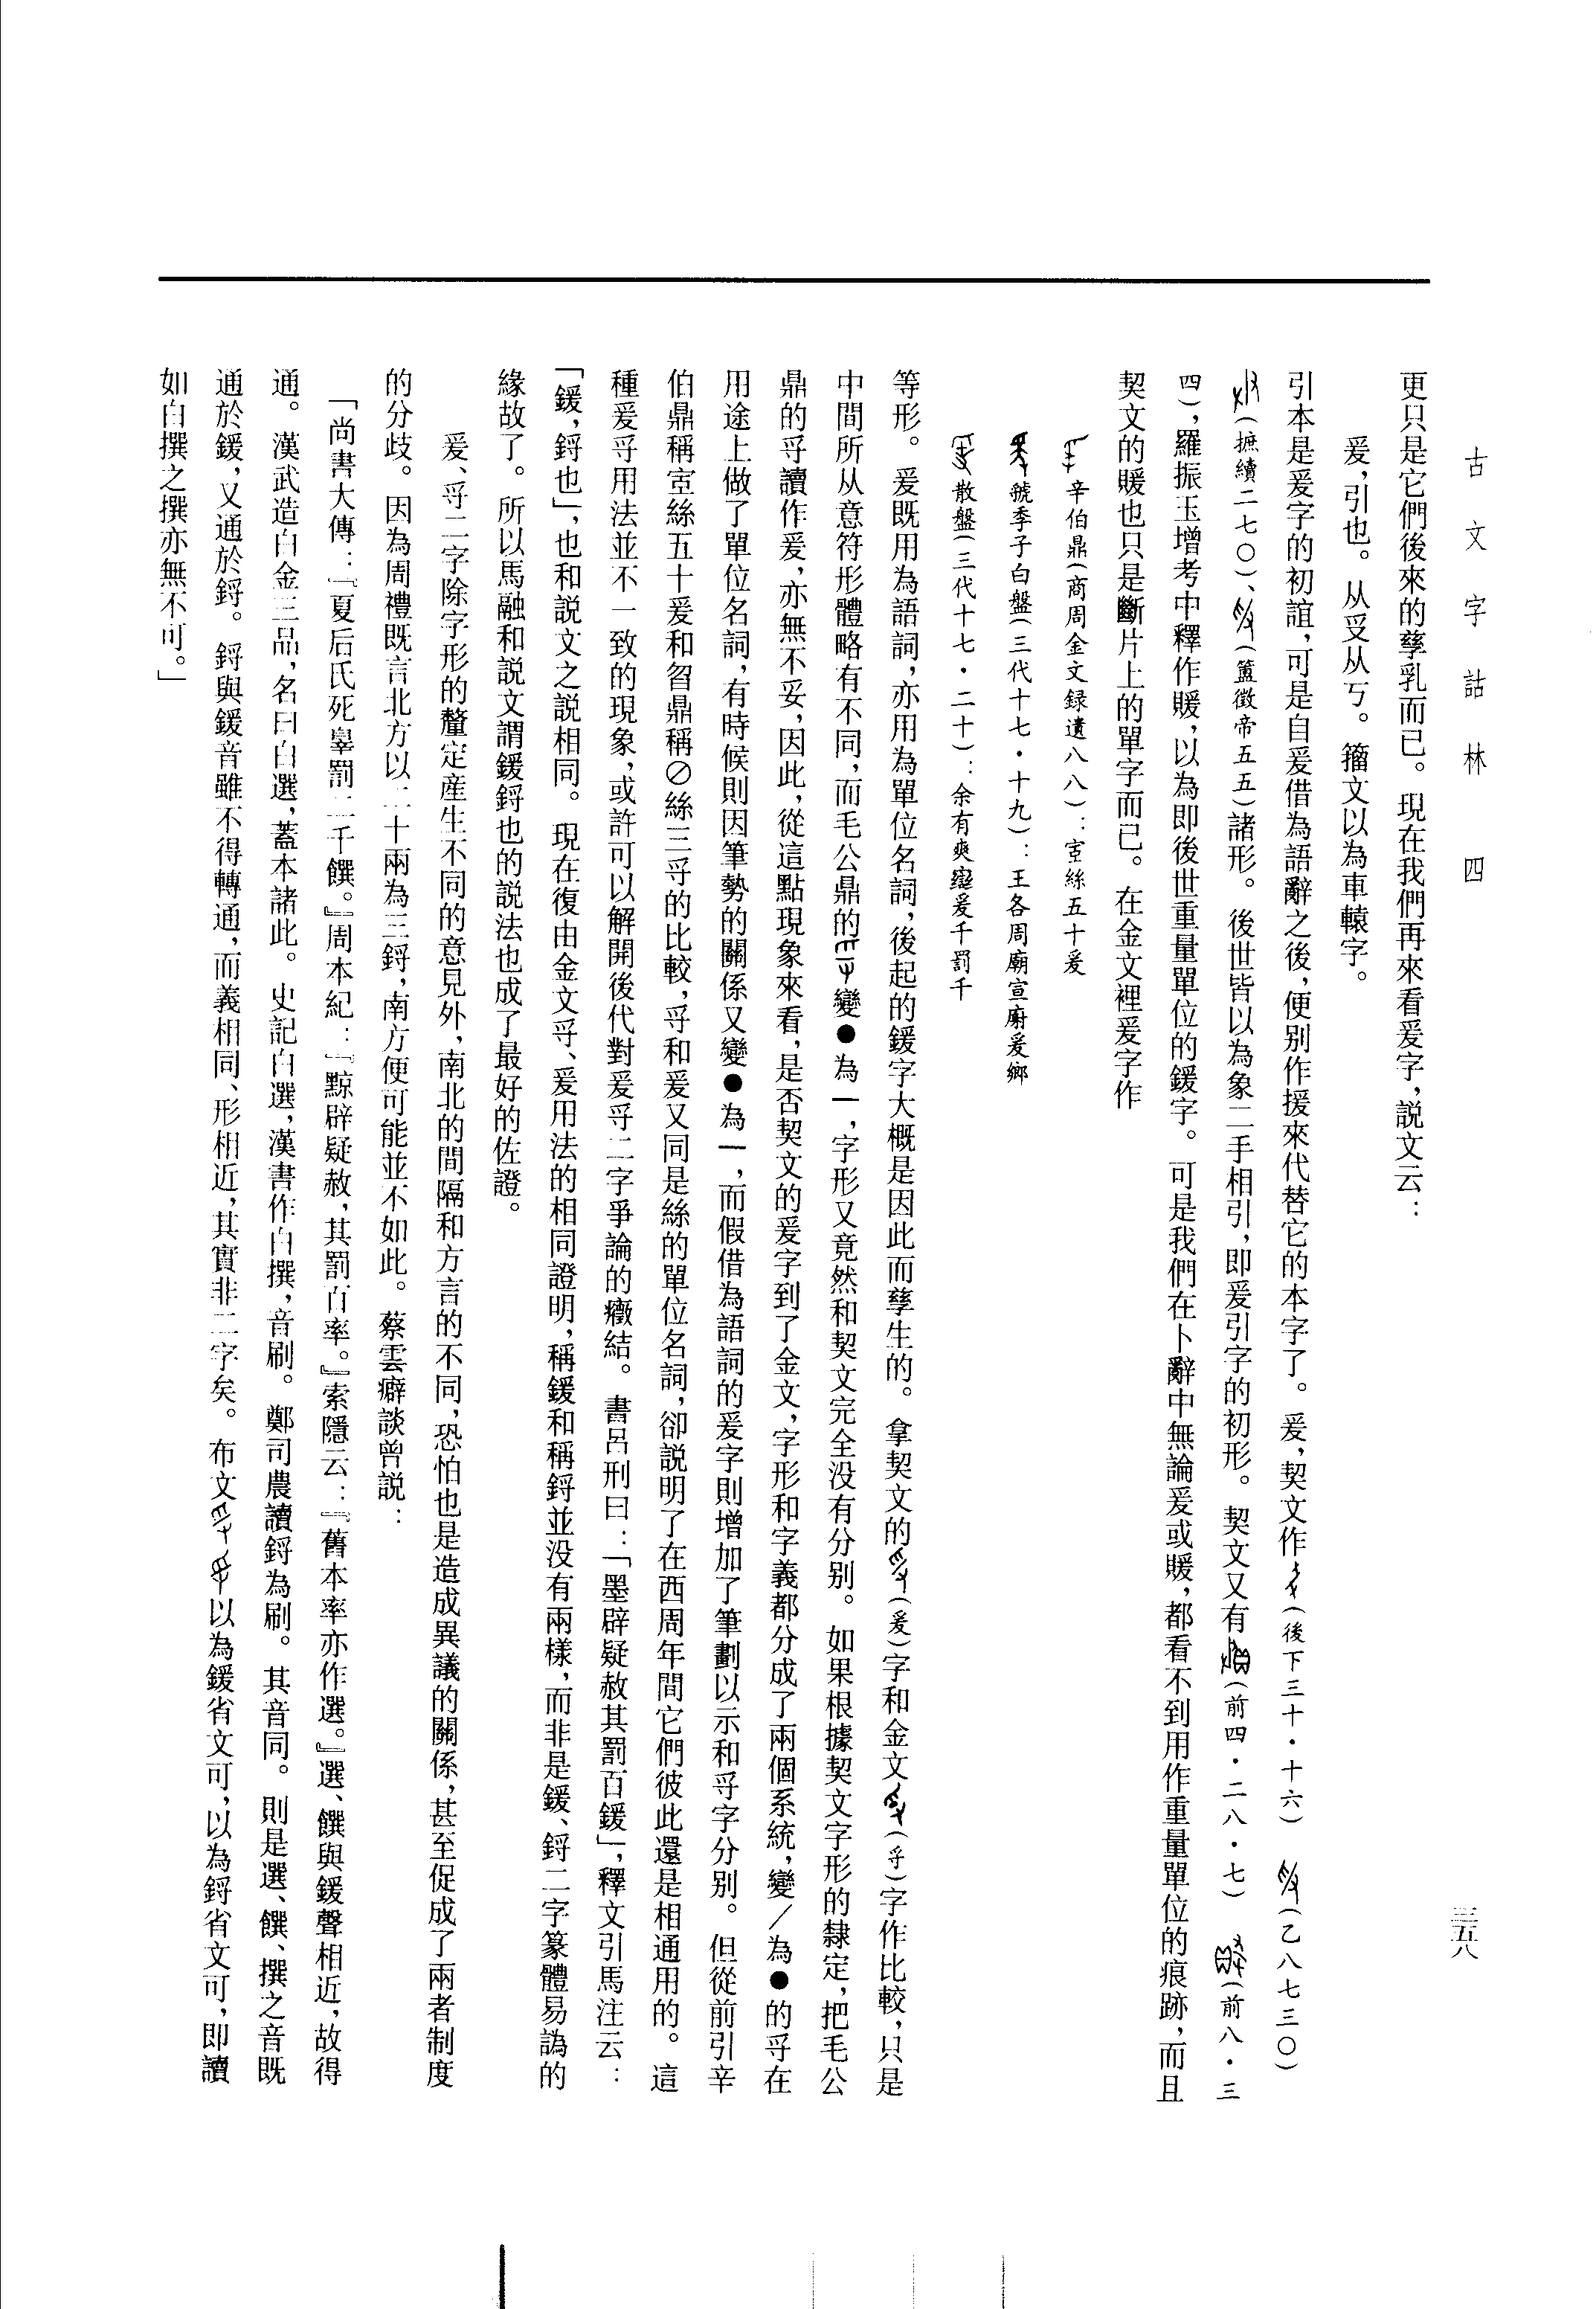 古文字詁林 四
三五八
更只是它們後來的孳乳而已。現在我們再來看爰字，説文云：
爰，引也。从𠬪从亏。籀文以為車轅字。
引本是爰字的初誼，可是自爰借為語辭之後，便别作援來代替它的本字了。爰，契文作（後下三十·十六）（乙八七三〇）
（摭續二七〇）、（簠徵帝五五）諸形。後世皆以為象二手相引，即爰引字的初形。契文又有（前四·二八·七）（前八·三
四），羅振玉增考中釋作暖，以為即後世重量單位的鍰字。可是我們在卜辭中無論爰或暖，都看不到用作重量單位的痕跡，而且
契文的暖也只是斷片上的單字而已。在金文裡爰字作
辛伯鼎（商周金文録遺八八）：絲五十爰
虢季子白盤（三代十七·十九）：王各周廟宣廟爰鄉
散盤（三代十七·二十）：余有爽爰千罰千
等形。爰既用為語詞，亦用為單位名詞，後起的鍰字大概是因此而孳生的。拿契文的（爰）字和金文（寽）字作比較，只是
中間所从意符形體略有不同，而毛公鼎的變●為一，字形又竟然和契文完全没有分别。如果根據契文字形的隸定，把毛公
鼎的寽讀作爰，亦無不妥，因此，從這點現象來看，是否契文的爰字到了金文，字形和字義都分成了兩個系統，變／為●的寽在
用途上做了單位名詞，有時候則因筆勢的關係又變●為一，而假借為語詞的爰字則增加了筆劃以示和寽字分别。但從前引辛
伯鼎稱絲五十爰和曶鼎稱⊘絲三寽的比較，寽和爰又同是絲的單位名詞，卻説明了在西周年間它們彼此還是相通用的。這
種爰寽用法並不一致的現象，或許可以解開後代對爰寽二字爭論的癥結。書呂刑曰：「墨辟疑赦其罰百鍰」，釋文引馬注云：
「鍰，鋝也」，也和説文之説相同。現在復由金文寽、爰用法的相同證明，稱鍰和稱鋝並没有兩樣，而非是鍰、鋝二字篆體易譌的
緣故了。所以馬融和説文謂鍰鋝也的説法也成了最好的佐證。
爰、寽二字除字形的釐定産生不同的意見外，南北的間隔和方言的不同，恐怕也是造成異議的關係，甚至促成了兩者制度
的分歧。因為周禮既言北方以二十兩為三鋝，南方便可能並不如此。蔡雲癖談曾説：
「尚書大傳：『夏后氏死辠罰二千饌。』周本紀：『黥辟疑赦，其罰百率。』索隱云：『舊本率亦作選。』選、饌與鍰聲相近，故得
通。漢武造白金三品，名曰白選，蓋本諸此。史記白選，漢書作白撰，音刷。鄭司農讀鋝為刷。其音同。則是選、饌、撰之音既
通於鍰，又通於鋝。鋝與鍰音雖不得轉通，而義相同、形相近，其實非二字矣。布文以為鍰省文可，以為鋝省文可，即讀
如白撰之撰亦無不可。」